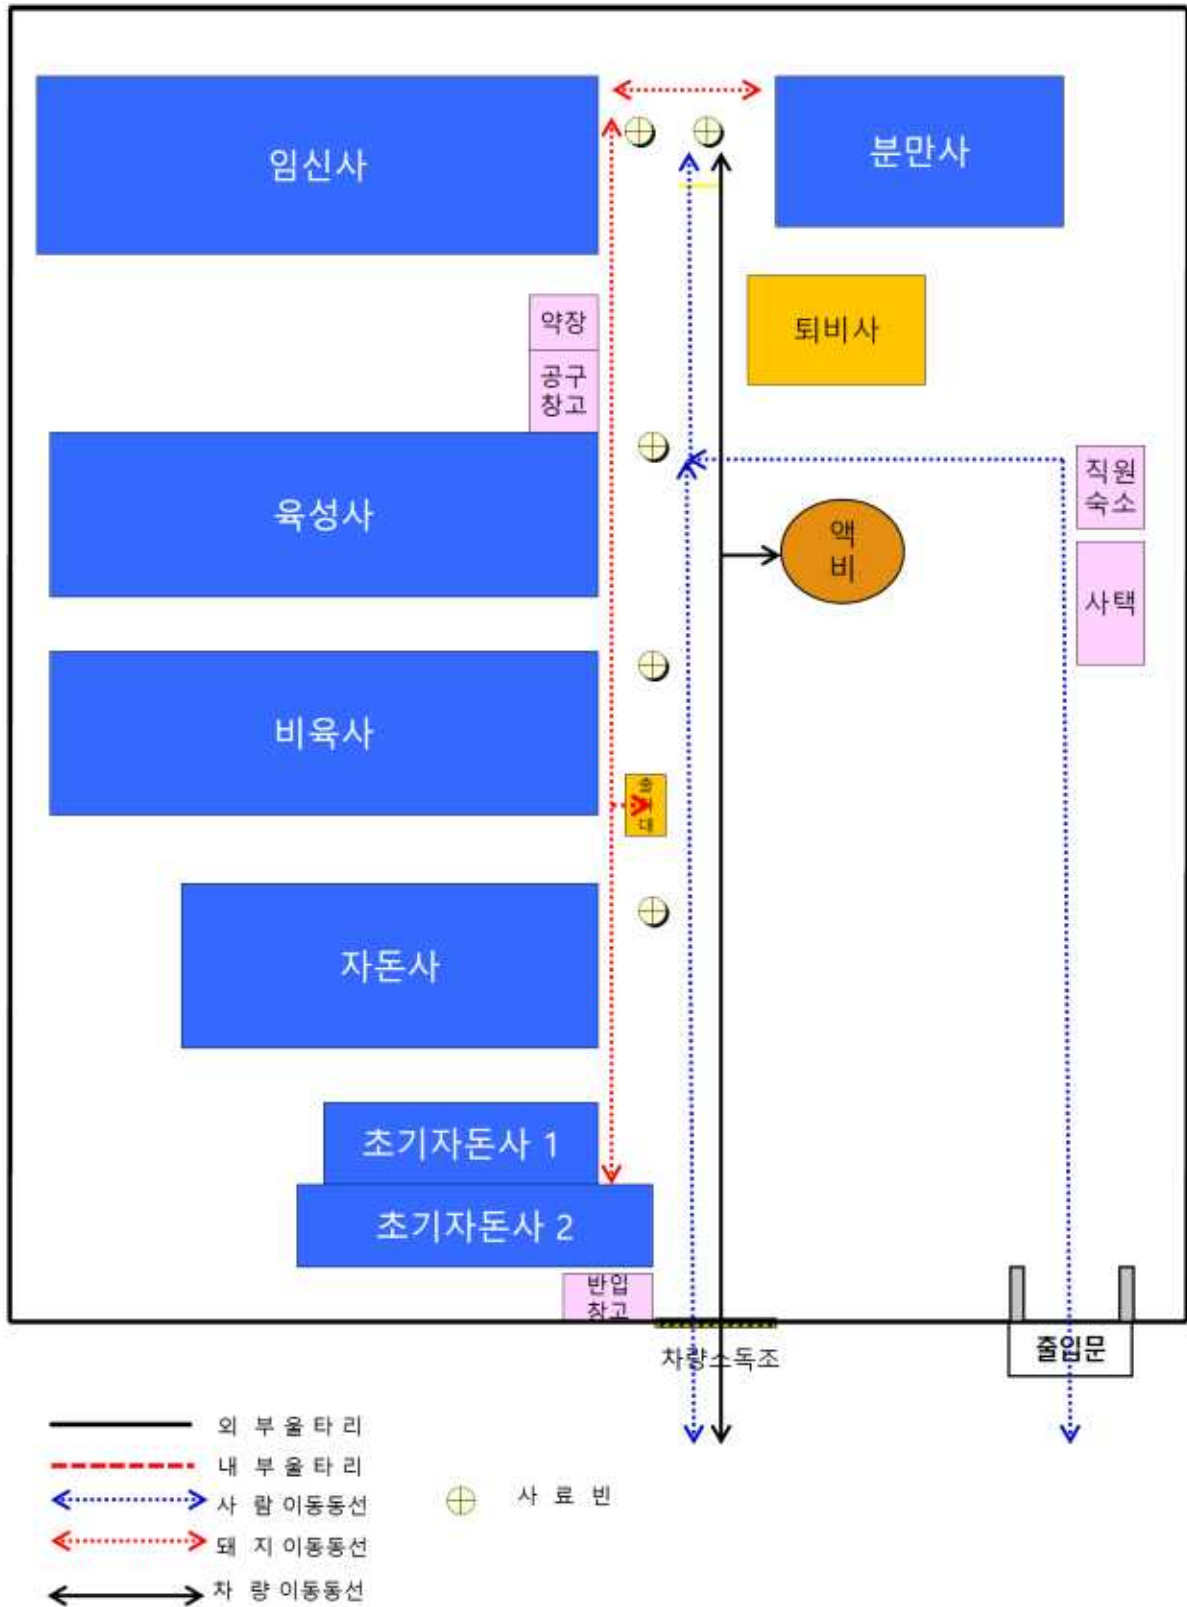 임신사
분만사
퇴비사
약장
공구
창고
육성사
직원
숙소
액
비
사택
비육사
대
자돈사
초기자돈사 1
초기자돈사 2
반입
창고
차량소독조
출입문
외 부 울 타 리
내 부 울 타 리
사 람 이동동선
사 료 빈
돼 지 이동동선
차 량 이동동선